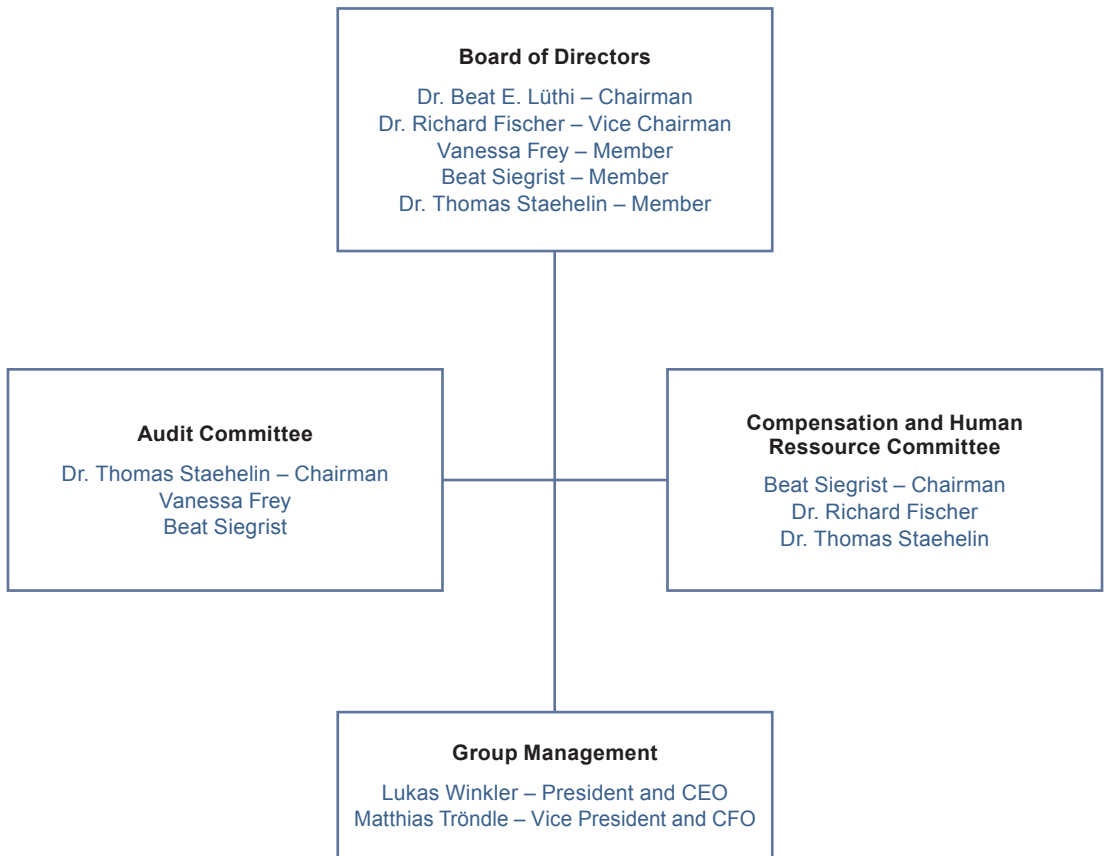 Board of Directors
Dr. Beat E. Lüthi – Chairman
Dr. Richard Fischer – Vice Chairman
Vanessa Frey – Member
Beat Siegrist – Member
Dr. Thomas Staehelin – Member
Audit Committee
Dr. Thomas Staehelin – Chairman
Vanessa Frey
Beat Siegrist
Compensation and Human
Ressource Committee
Beat Siegrist – Chairman
Dr. Richard Fischer
Dr. Thomas Staehelin
Group Management
Lukas Winkler – President and CEO
Matthias Tröndle – Vice President and CFO